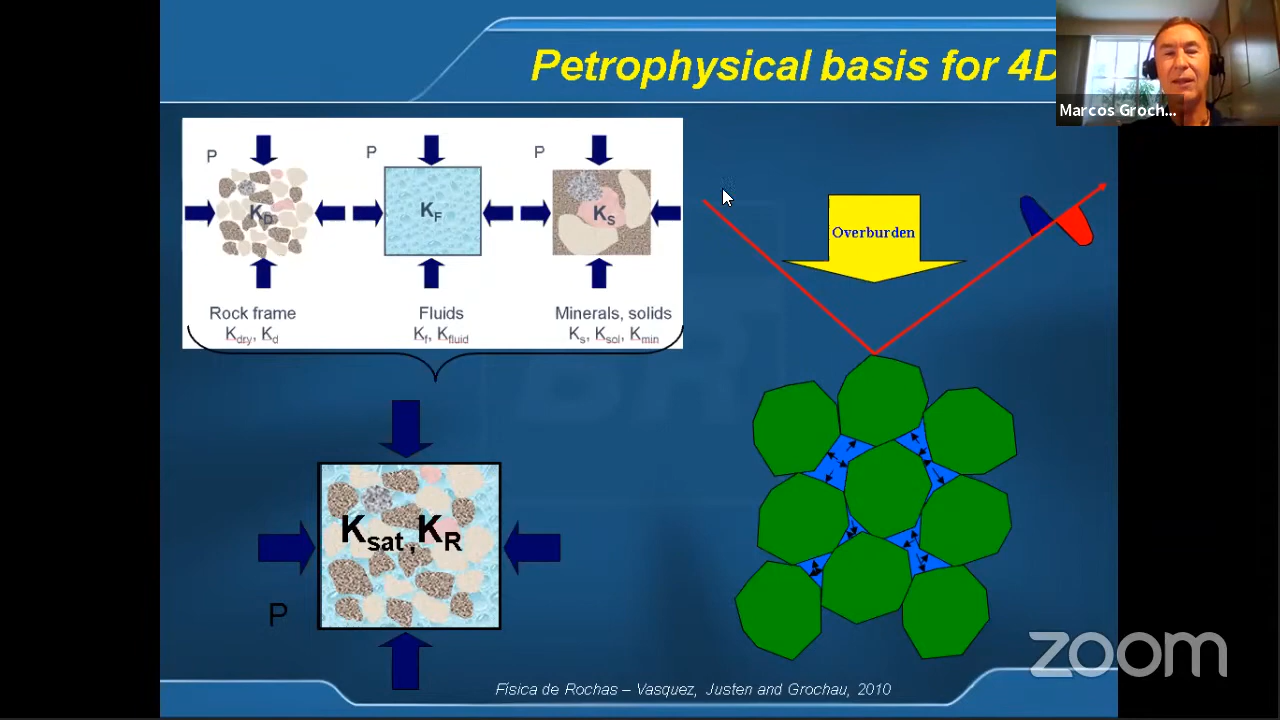 Petrophysical basis for 4D
Marcos Groch...
P
P
P
K_D
K_F
K_S
Rock frame
K_dry, K_d
Fluids
K_f, K_fluid
Minerals, solids
K_s, K_sol, K_min
Overburden
K_sat, K_R
P
Física de Rochas – Vasquez, Justen and Grochau, 2010
zoom